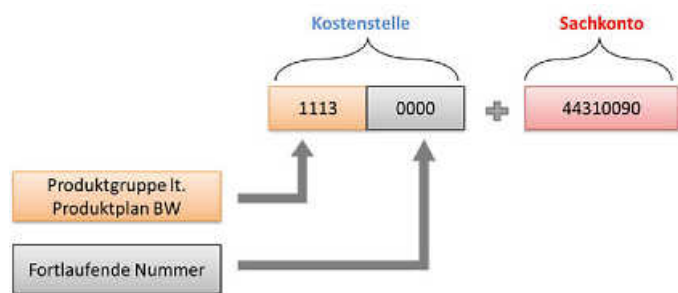 Kostenstelle
Sachkonto
1113
0000
+
44310090
Produktgruppe lt.
Produktplan BW
Fortlaufende Nummer